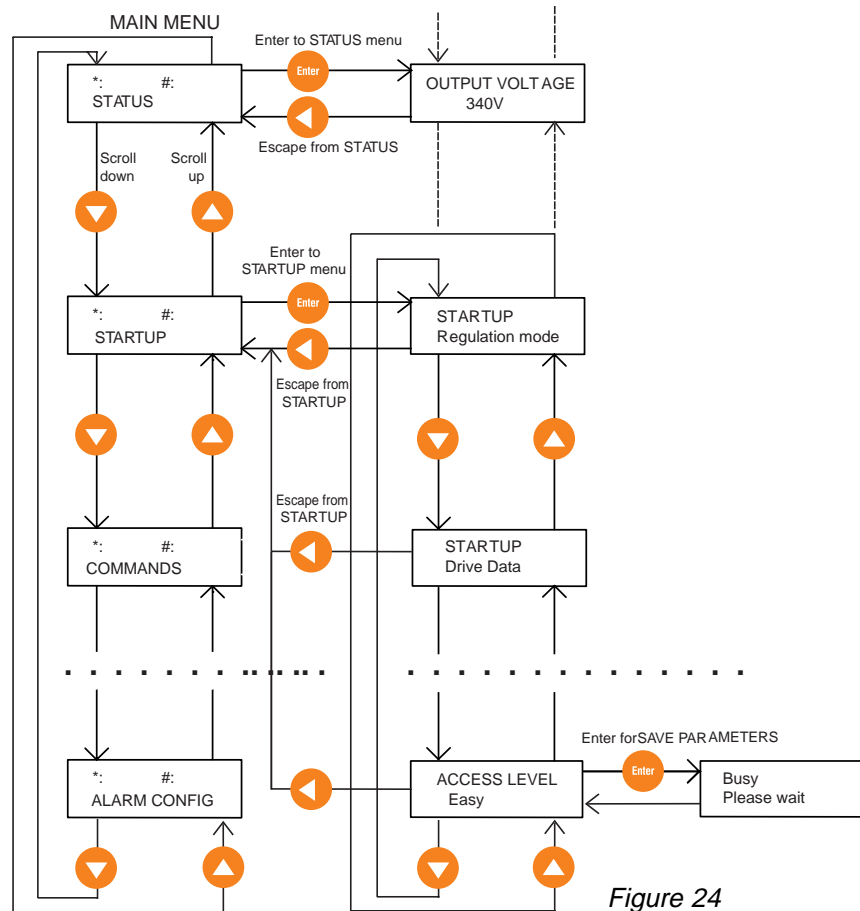 MAIN MENU
Enter to STATUS menu
*: #:
STATUS
Enter
OUTPUT VOLTAGE
340V
Escape from STATUS
Scroll
down
Scroll
up
Enter to
STARTUP menu
*: #:
STARTUP
Enter
STARTUP
Regulation mode
Escape from
STARTUP
Escape from
STARTUP
*: #:
COMMANDS
STARTUP
Drive Data
Enter forSAVE PARAMETERS
*: #:
ALARM CONFIG
ACCESS LEVEL
Easy
Enter
Busy
Please wait
Figure 24